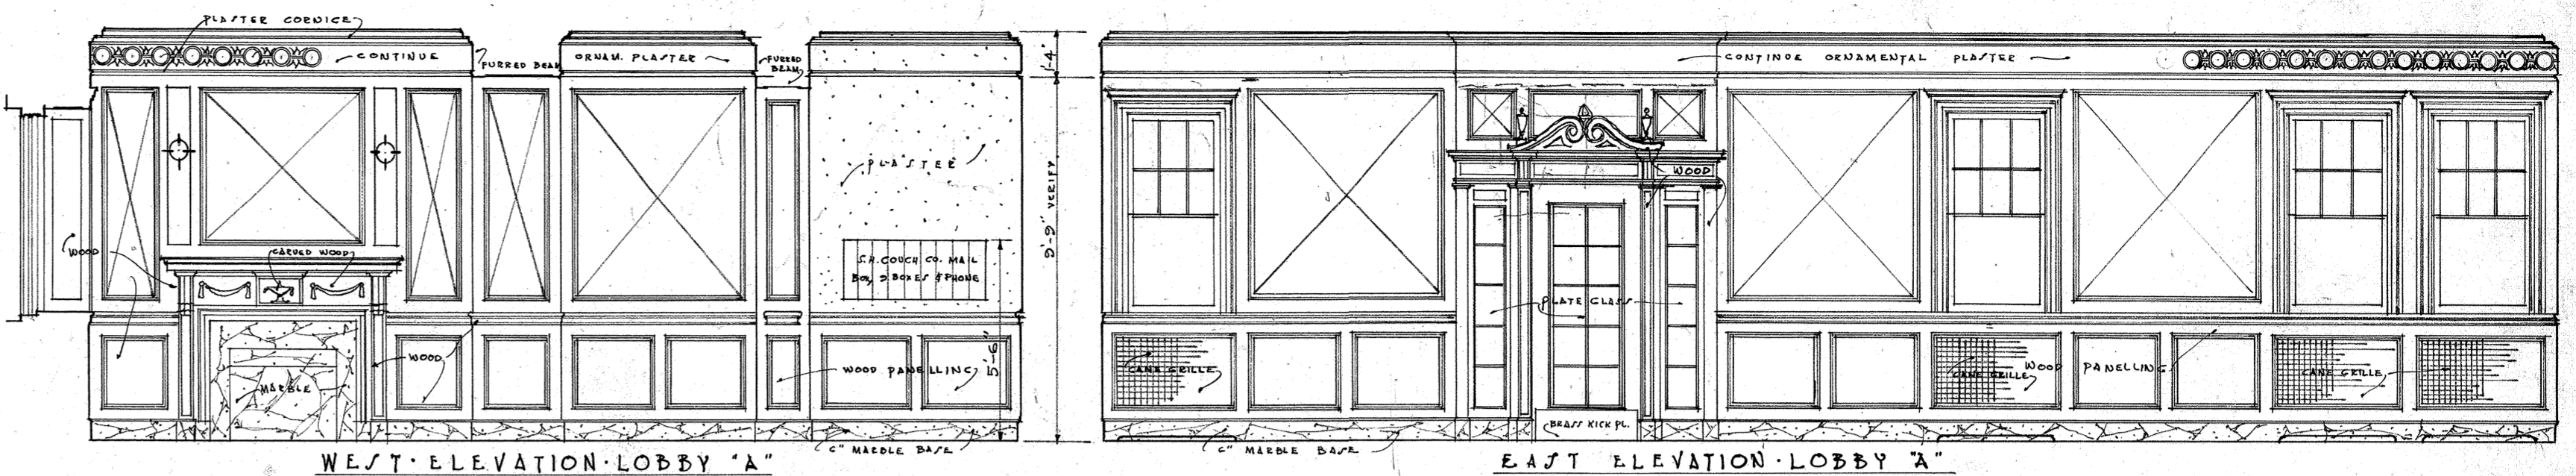 PLASTER CORNICE
CONTINUE
FURRED BEAM
ORNAM. PLASTER
FURRED
BEAM
1'-4"
CONTINUE ORNAMENTAL PLASTER
PLASTER
9'-9" VERIFY
WOOD
WOOD
CARVED WOOD
S.H. COUCH CO. MAIL
BOX, 9 BOXES & PHONE
PLATE GLASS
MARBLE
WOOD
WOOD PANELLING
5'-6"
CANE GRILLE
CANE GRILLE
WOOD PANELLING
CANE GRILLE
BRASS KICK PL.
6" MARBLE BASE
6" MARBLE BASE
WEST · ELEVATION · LOBBY "A"
EAST ELEVATION · LOBBY "A"